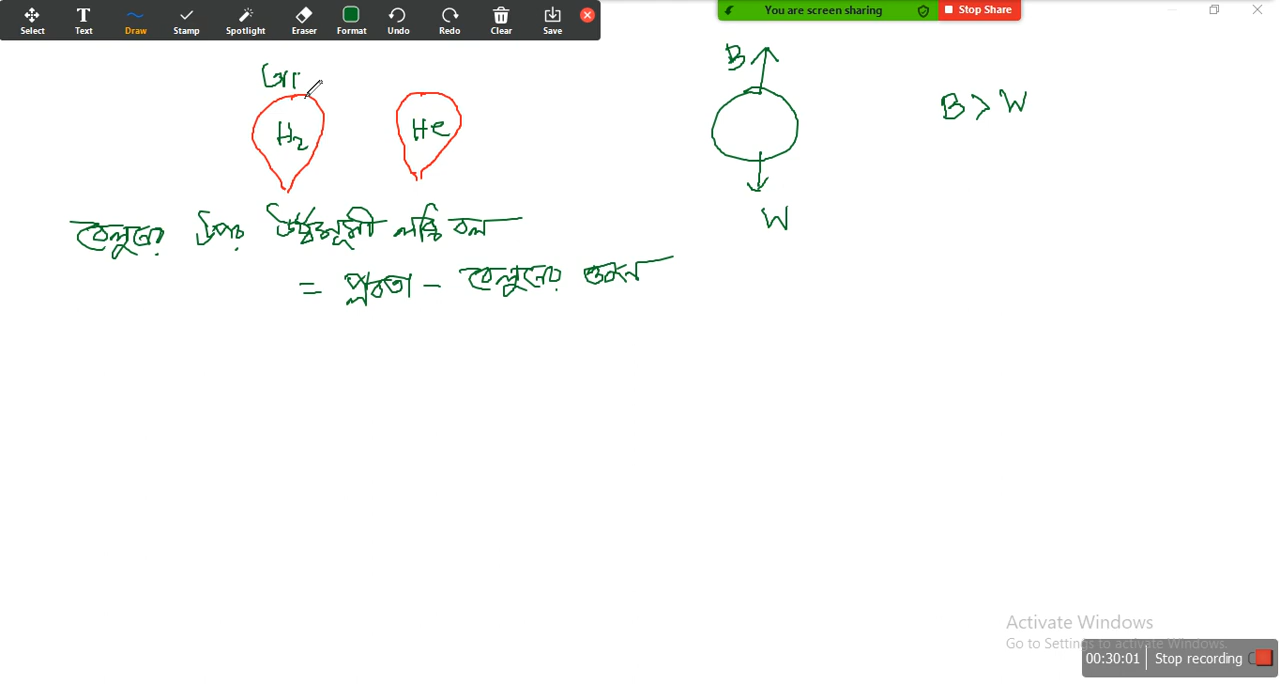 Select Text Draw Stamp Spotlight Eraser Format Undo Redo Clear Save
You are screen sharing Stop Share
H₂
He
B
W
B > W
বেলুনের উপর ঊর্ধ্বমুখী লব্ধি বল
= প্লবতা - বেলুনের ওজন
Activate Windows
Go to Settings to activate Windows.
00:30:01 Stop recording